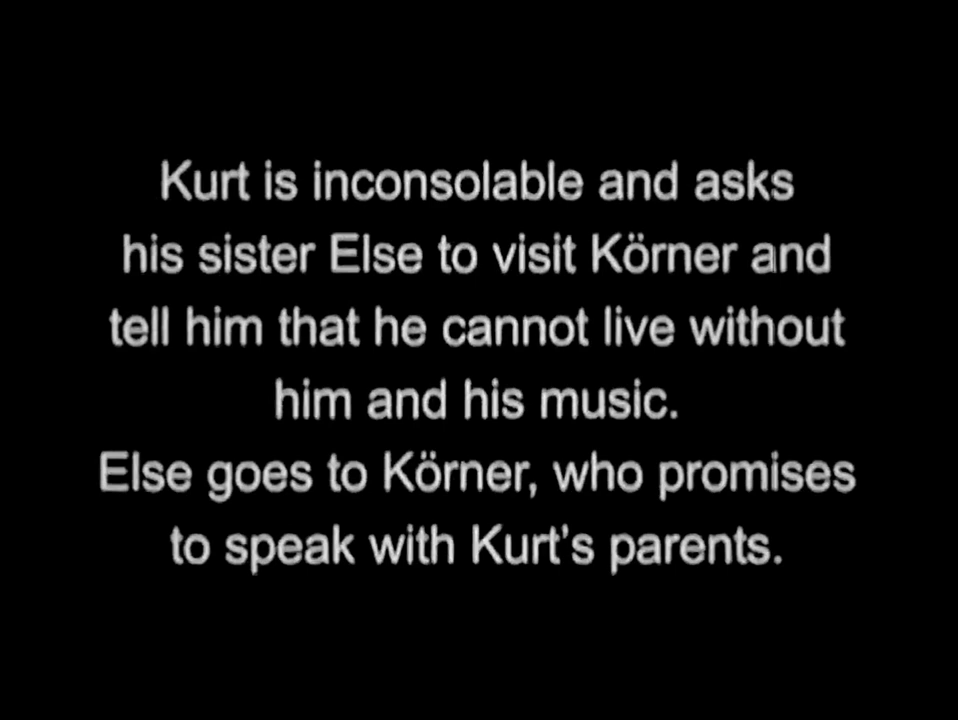 Kurt is inconsolable and asks
his sister Else to visit Körner and
tell him that he cannot live without
him and his music.
Else goes to Körner, who promises
to speak with Kurt's parents.